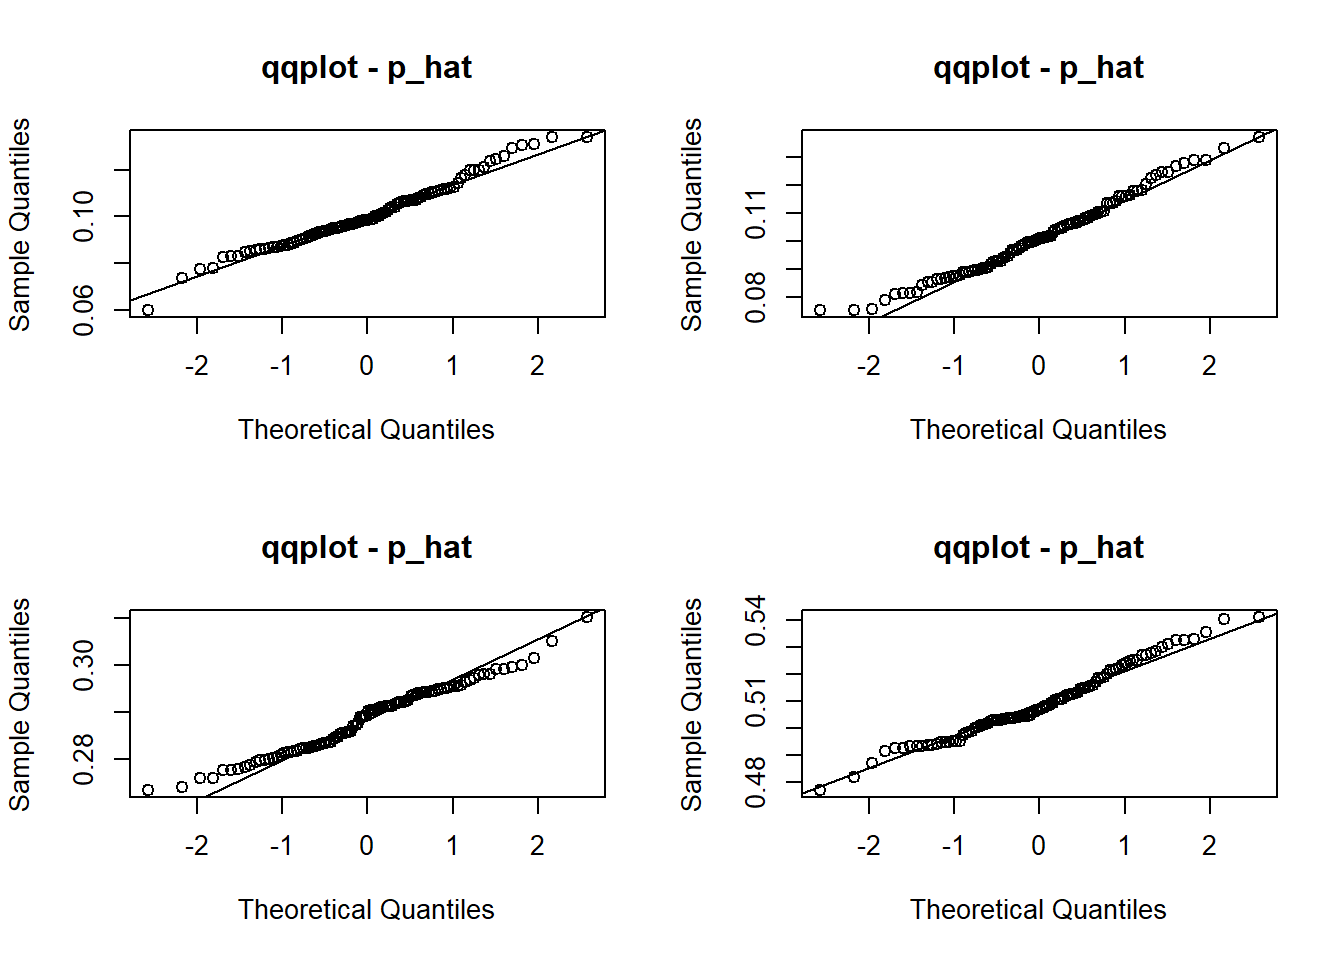 qqplot - p_hat
Sample Quantiles
0.10
0.06
-2 -1 0 1 2
Theoretical Quantiles
qqplot - p_hat
Sample Quantiles
0.11
0.08
-2 -1 0 1 2
Theoretical Quantiles
qqplot - p_hat
Sample Quantiles
0.30
0.28
-2 -1 0 1 2
Theoretical Quantiles
qqplot - p_hat
Sample Quantiles
0.54
0.51
0.48
-2 -1 0 1 2
Theoretical Quantiles